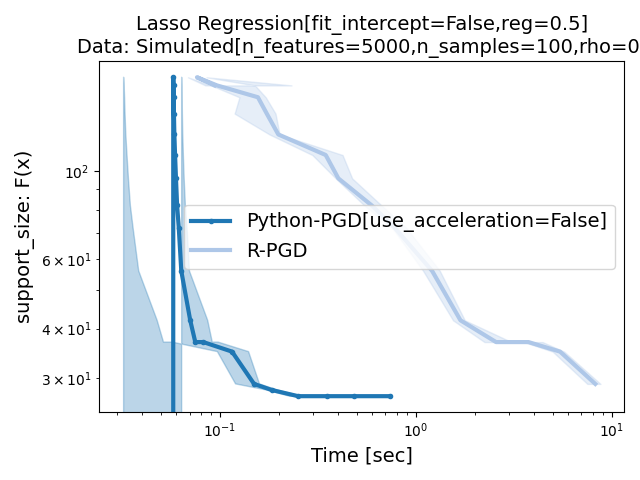 Lasso Regression[fit_intercept=False,reg=0.5]
Data: Simulated[n_features=5000,n_samples=100,rho=0
support_size: F(x)
10²
6 × 10¹
4 × 10¹
3 × 10¹
Python-PGD[use_acceleration=False]
R-PGD
10⁻¹
10⁰
10¹
Time [sec]